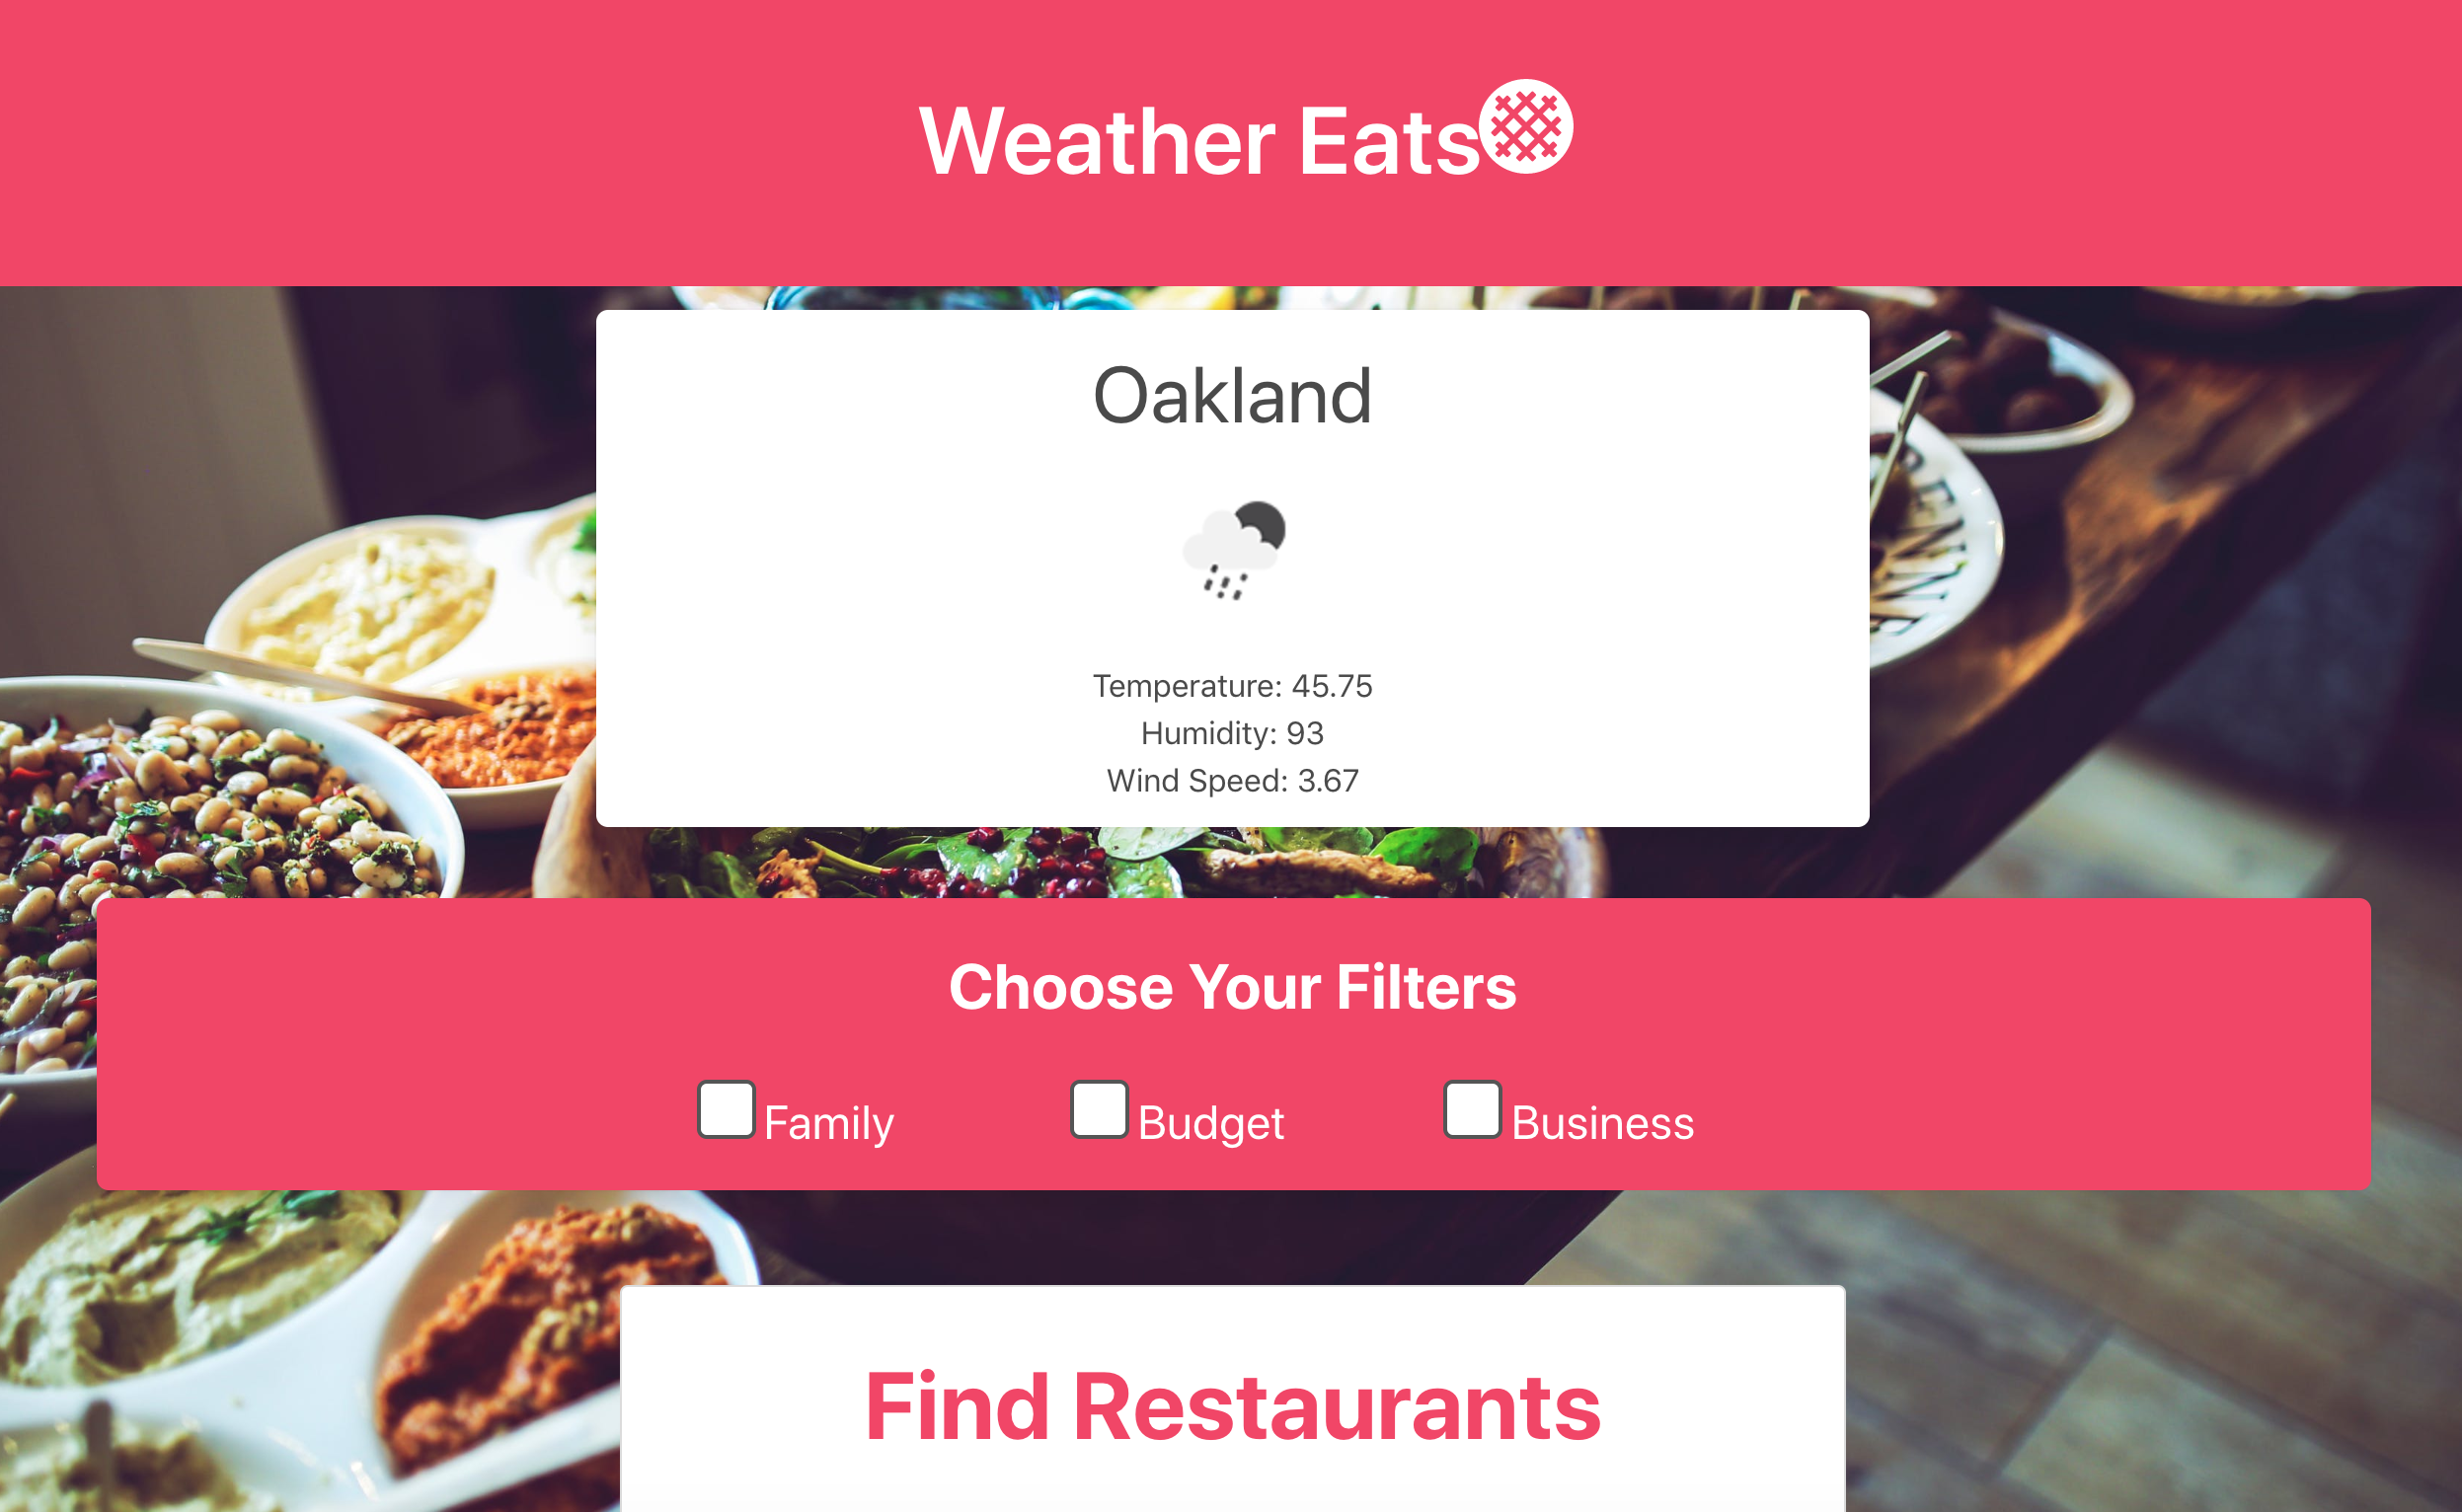 Weather Eats
Oakland
Temperature: 45.75
Humidity: 93
Wind Speed: 3.67
Choose Your Filters
Family Budget Business
Find Restaurants